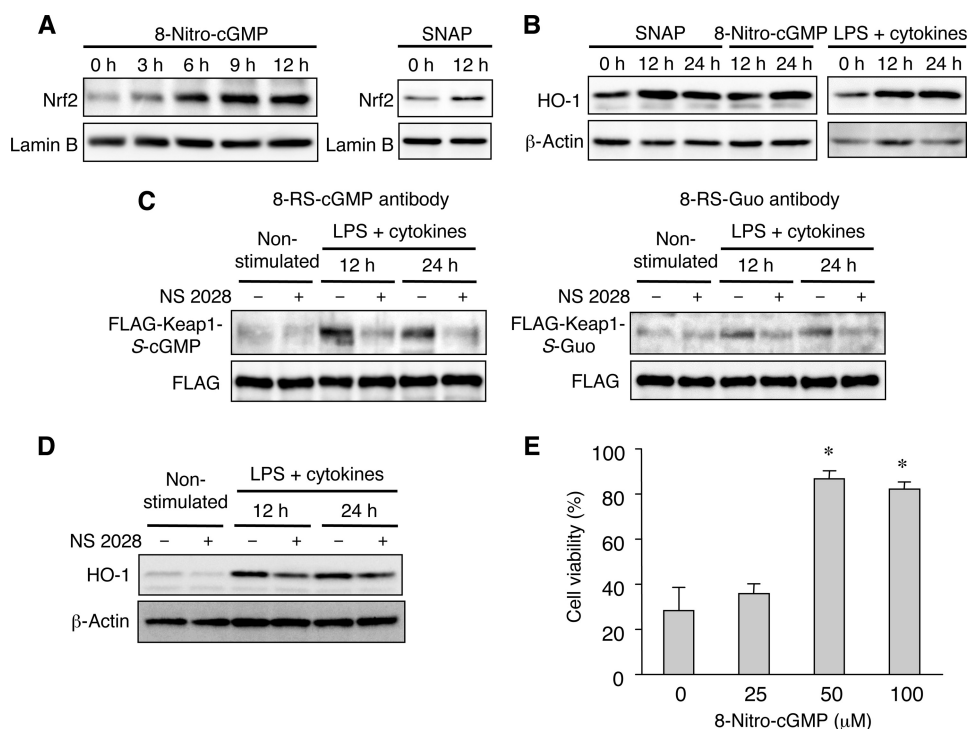 A
8-Nitro-cGMP
0 h 3 h 6 h 9 h 12 h
Nrf2
Lamin B
SNAP
0 h 12 h
Nrf2
Lamin B
B
SNAP 8-Nitro-cGMP LPS + cytokines
0 h 12 h 24 h 12 h 24 h 0 h 12 h 24 h
HO-1
β-Actin
C
8-RS-cGMP antibody
Non-
stimulated
LPS + cytokines
12 h 24 h
NS 2028 – + – + – +
FLAG-Keap1-
S-cGMP
FLAG
8-RS-Guo antibody
Non-
stimulated
LPS + cytokines
12 h 24 h
NS 2028 – + – + – +
FLAG-Keap1-
S-Guo
FLAG
D
Non-
stimulated
LPS + cytokines
12 h 24 h
NS 2028 – + – + – +
HO-1
β-Actin
E
Cell viability (%)
100
80
60
40
20
0
* *
0 25 50 100
8-Nitro-cGMP (μM)